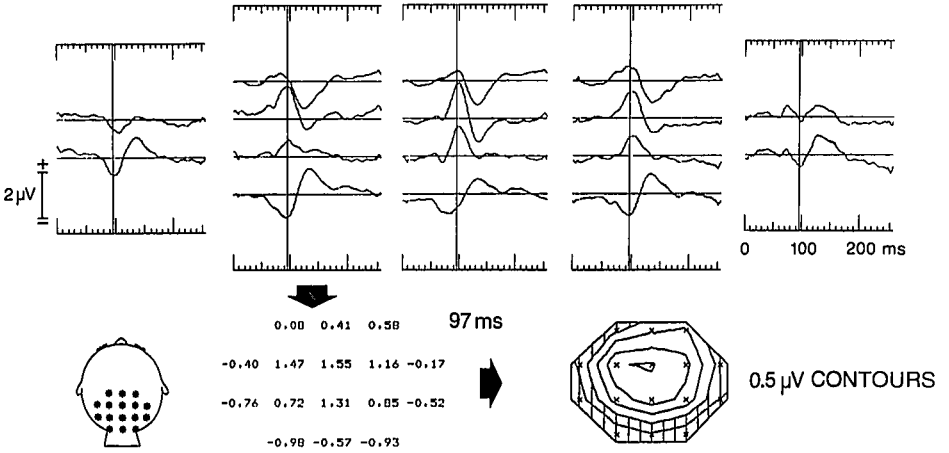 +
2 μV
=
0 100 200 ms
0.00 0.41 0.58
97 ms
-0.40 1.47 1.55 1.16 -0.17
0.5 μV CONTOURS
-0.76 0.72 1.31 0.85 -0.52
-0.98 -0.57 -0.93